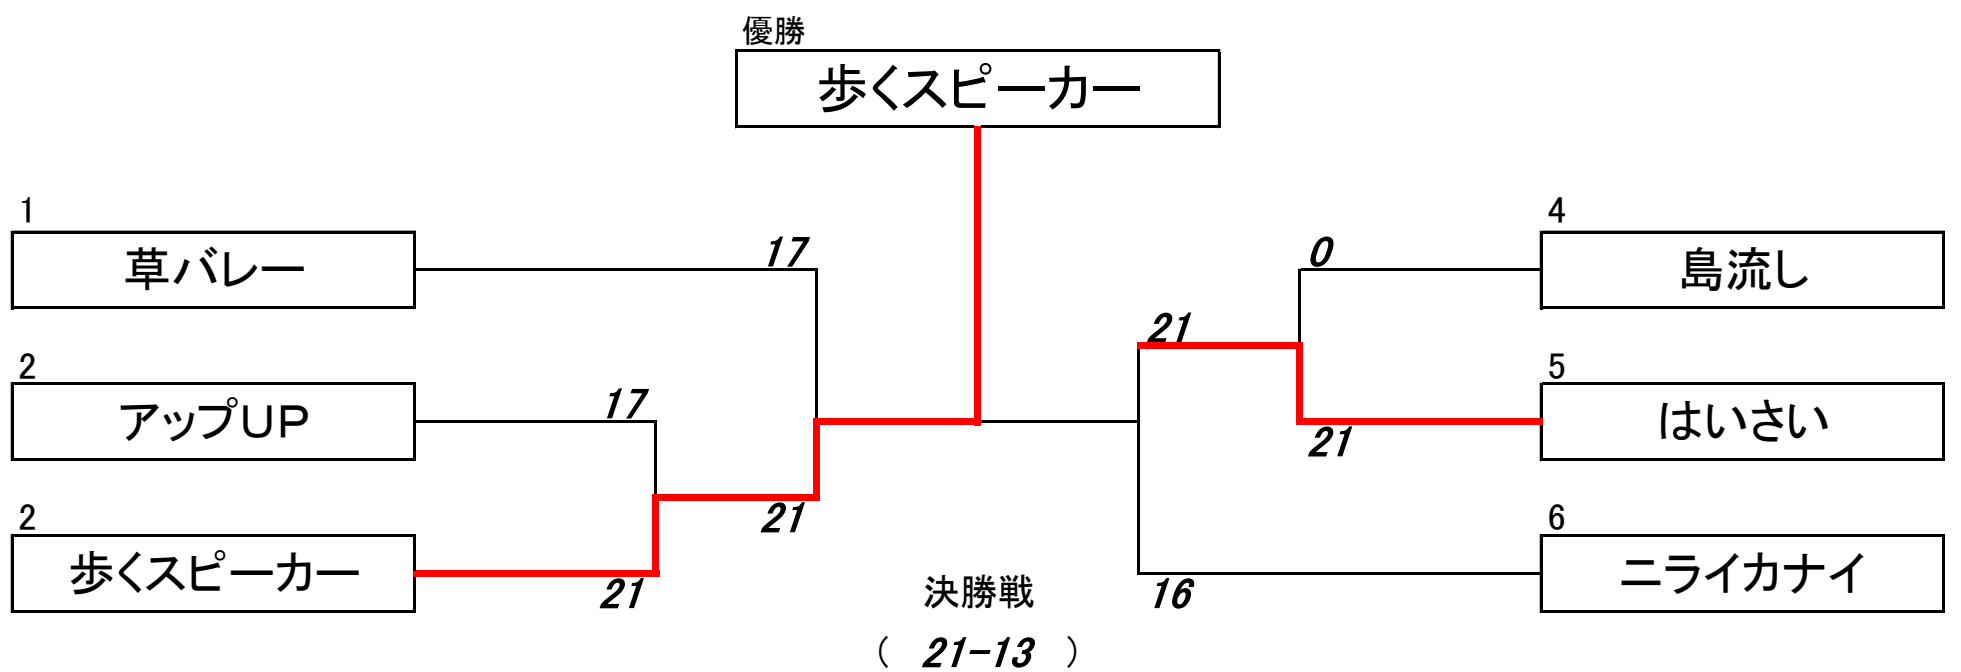 優勝
歩くスピーカー
1
草バレー
17
0
4
島流し
2
アップUP
17
21
21
5
はいさい
2
歩くスピーカー
21
21
16
6
ニライカナイ
決勝戦
( 21-13 )